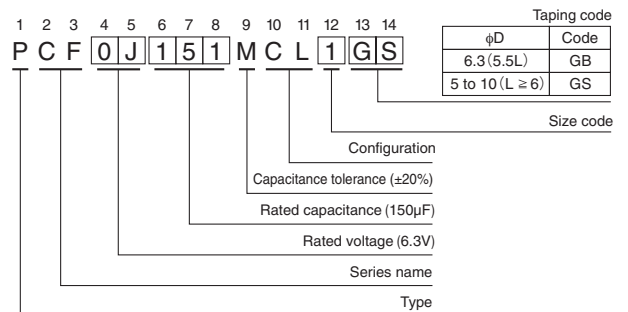 Taping code
1 2 3 4 5 6 7 8 9 10 11 12 13 14
P C F 0 J 1 5 1 M C L 1 G S
φD Code
6.3(5.5L) GB
5 to 10(L ≧ 6) GS
Size code
Configuration
Capacitance tolerance (±20%)
Rated capacitance (150μF)
Rated voltage (6.3V)
Series name
Type